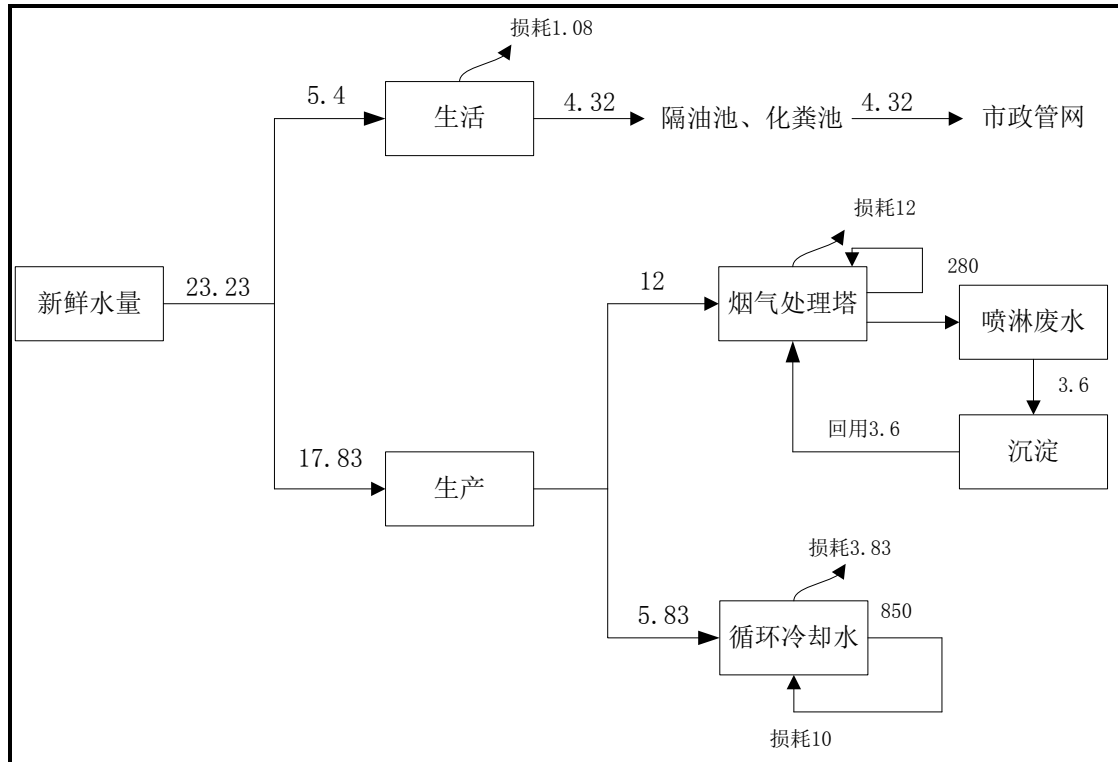 损耗1.08
5.4
生活
4.32
隔油池、化粪池
4.32
市政管网
损耗12
新鲜水量
23.23
12
烟气处理塔
280
喷淋废水
3.6
回用3.6
沉淀
17.83
生产
损耗3.83
5.83
循环冷却水
850
损耗10